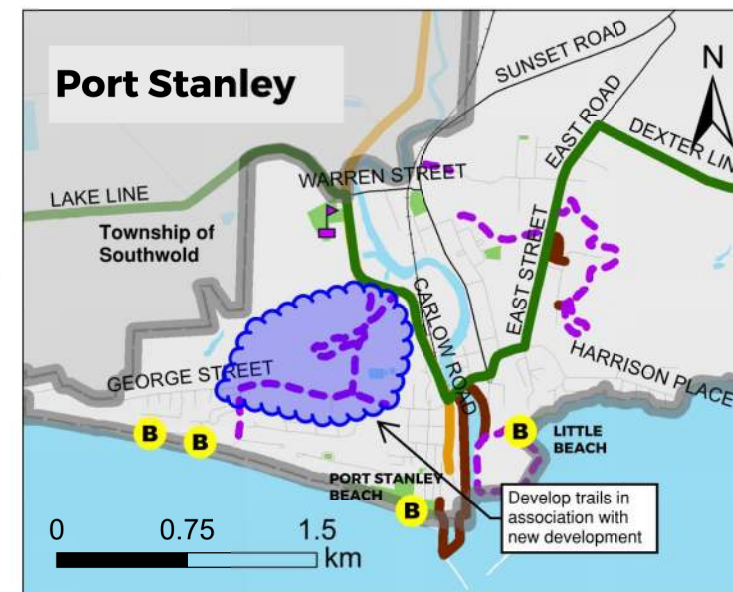 Port Stanley
N
SUNSET ROAD
EAST ROAD
DEXTER LIN
WARREN STREET
LAKE LINE
Township of
Southwold
EAST STREET
CARLOW ROAD
GEORGE STREET
HARRISON PLACE
B
B
B
LITTLE
BEACH
PORT STANLEY
BEACH
B
Develop trails in
association with
new development
0 0.75 1.5
km